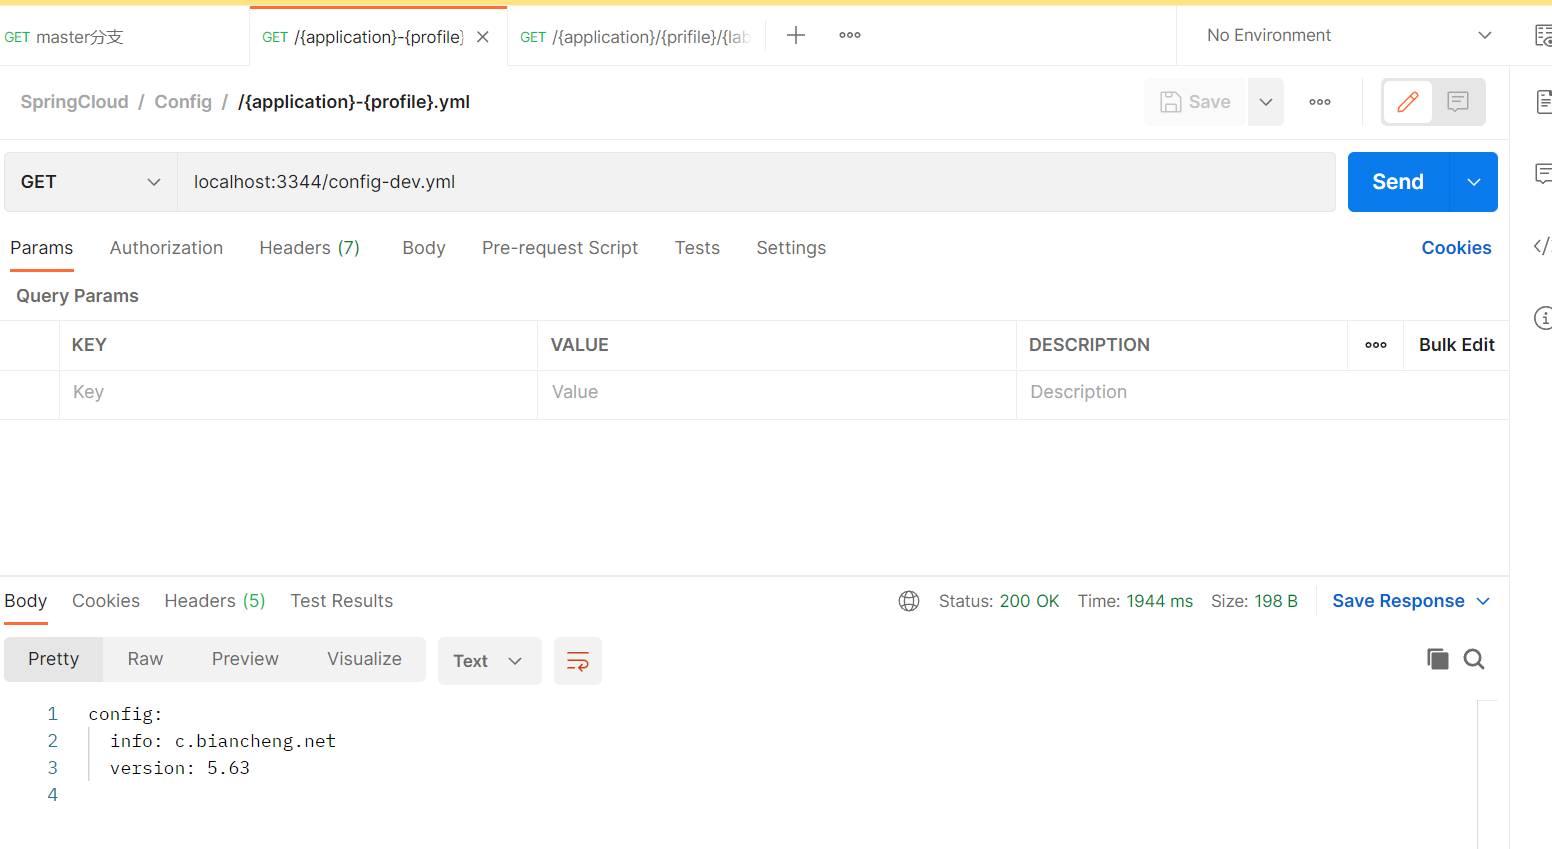 GET master分支
GET /{application}-{profile}
GET /{application}/{prifile}/{lab
No Environment
SpringCloud / Config / /{application}-{profile}.yml
Save
GET
localhost:3344/config-dev.yml
Send
Params Authorization Headers (7) Body Pre-request Script Tests Settings Cookies
Query Params
KEY VALUE DESCRIPTION Bulk Edit
Key Value Description
Body Cookies Headers (5) Test Results Status: 200 OK Time: 1944 ms Size: 198 B Save Response
Pretty Raw Preview Visualize Text
1 config:
2 info: c.biancheng.net
3 version: 5.63
4